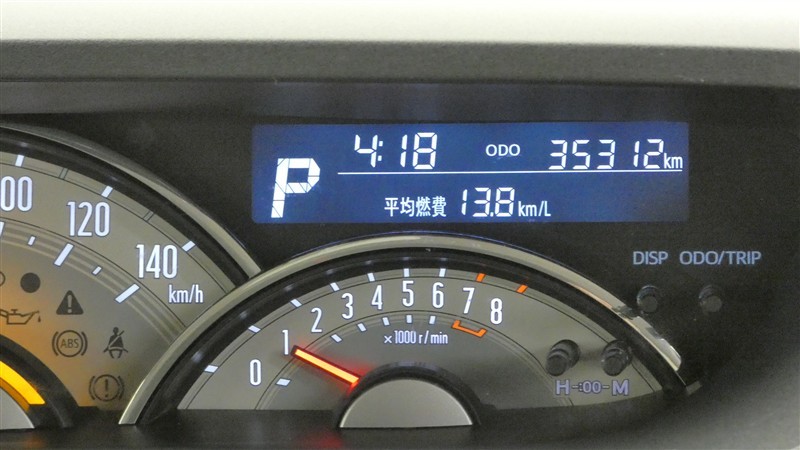 4:18 ODO 35312km
P
平均燃費 13.8km/L
100 120 140
km/h
DISP ODO/TRIP
0 1 2 3 4 5 6 7 8
×1000 r/min
ABS
H-:00-M